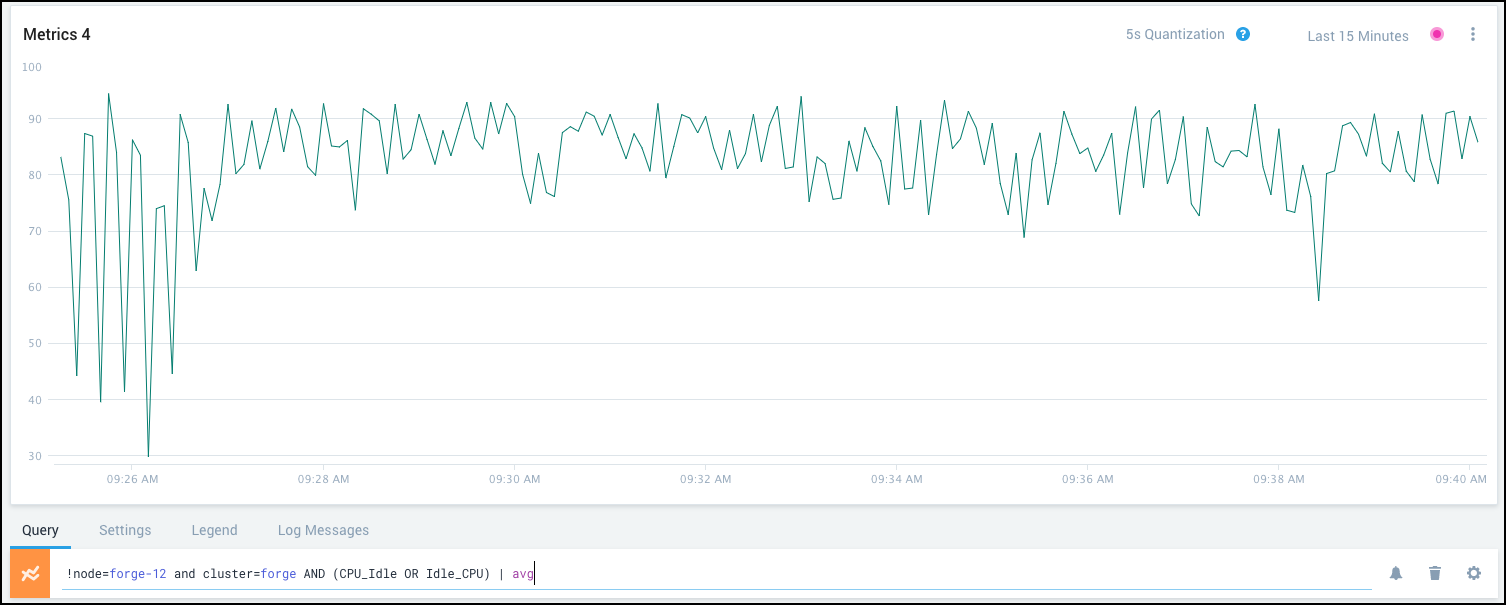 Metrics 4
5s Quantization ? Last 15 Minutes
100
90
80
70
60
50
40
30
09:26 AM 09:28 AM 09:30 AM 09:32 AM 09:34 AM 09:36 AM 09:38 AM 09:40 AM
Query Settings Legend Log Messages
!node=forge-12 and cluster=forge AND (CPU_Idle OR Idle_CPU) | avg